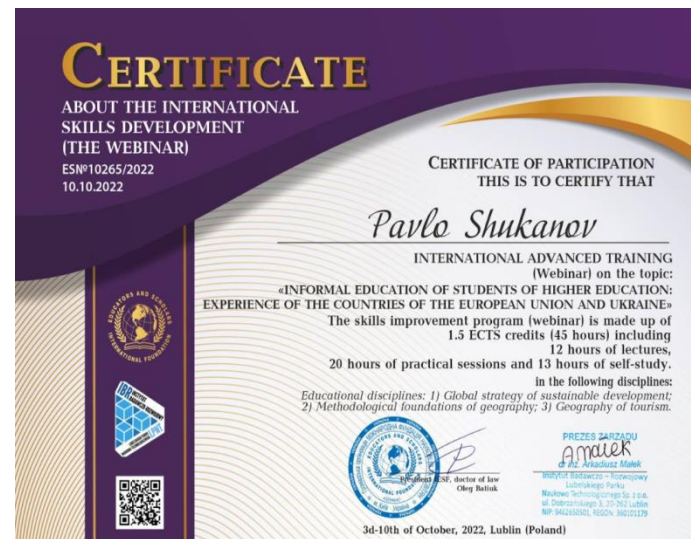 CERTIFICATE
ABOUT THE INTERNATIONAL
SKILLS DEVELOPMENT
(THE WEBINAR)
ES№10265/2022
10.10.2022
CERTIFICATE OF PARTICIPATION
THIS IS TO CERTIFY THAT
Pavlo Shukanov
INTERNATIONAL ADVANCED TRAINING
(Webinar) on the topic:
«INFORMAL EDUCATION OF STUDENTS OF HIGHER EDUCATION:
EXPERIENCE OF THE COUNTRIES OF THE EUROPEAN UNION AND UKRAINE»
The skills improvement program (webinar) is made up of
1.5 ECTS credits (45 hours) including
12 hours of lectures,
20 hours of practical sessions and 13 hours of self-study.
in the following disciplines:
Educational disciplines: 1) Global strategy of sustainable development;
2) Methodological foundations of geography; 3) Geography of tourism.
EDUCATORS AND SCHOLARS
INTERNATIONAL FOUNDATION
IBR
LPNT
President IESF, doctor of law
Oleg Batiuk
PREZES ZARZĄDU
AMałek
dr inż. Arkadiusz Małek
Instytut Badawczo - Rozwojowy
Lubelskiego Parku
Naukowo Technologicznego Sp. z o.o.
ul. Dobrzańskiego 3, 20-262 Lublin
3d-10th of October, 2022, Lublin (Poland)